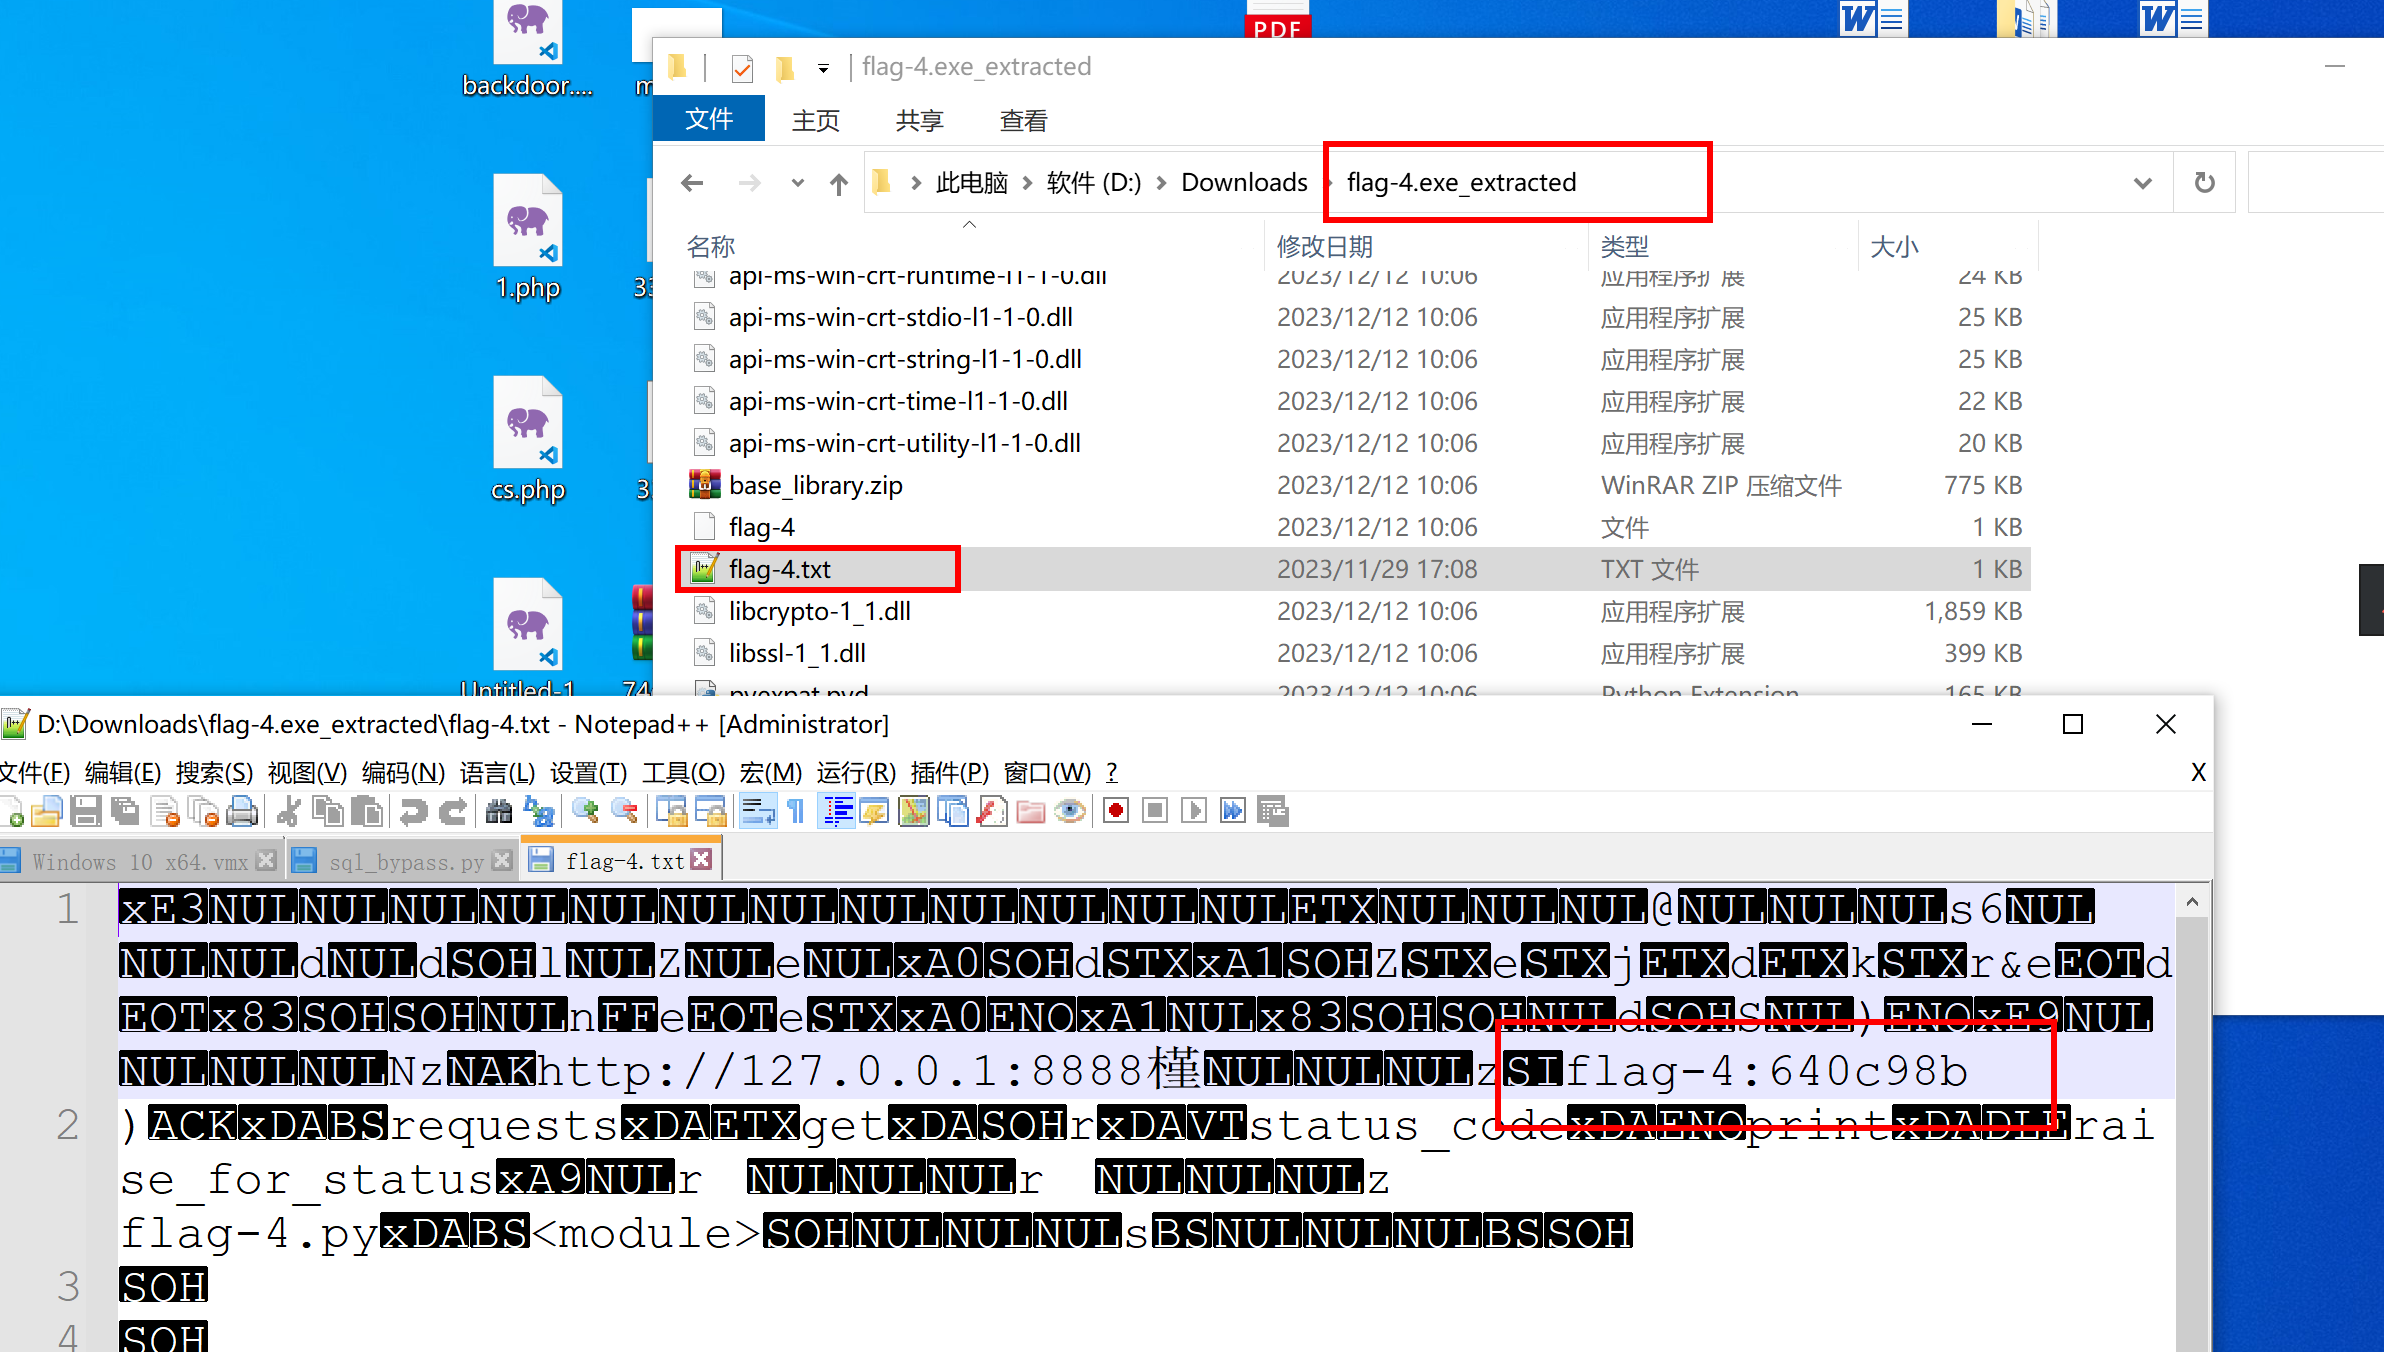 PDF
backdoor....
1.php
cs.php
Untitled-1
flag-4.exe_extracted
文件 主页 共享 查看
此电脑 软件 (D:) Downloads flag-4.exe_extracted
名称 修改日期 类型 大小
api-ms-win-crt-runtime-l1-1-0.dll 2023/12/12 10:06 应用程序扩展 24 KB
api-ms-win-crt-stdio-l1-1-0.dll 2023/12/12 10:06 应用程序扩展 25 KB
api-ms-win-crt-string-l1-1-0.dll 2023/12/12 10:06 应用程序扩展 25 KB
api-ms-win-crt-time-l1-1-0.dll 2023/12/12 10:06 应用程序扩展 22 KB
api-ms-win-crt-utility-l1-1-0.dll 2023/12/12 10:06 应用程序扩展 20 KB
base_library.zip 2023/12/12 10:06 WinRAR ZIP 压缩文件 775 KB
flag-4 2023/12/12 10:06 文件 1 KB
flag-4.txt 2023/11/29 17:08 TXT 文件 1 KB
libcrypto-1_1.dll 2023/12/12 10:06 应用程序扩展 1,859 KB
libssl-1_1.dll 2023/12/12 10:06 应用程序扩展 399 KB
pyexpat.pyd 2023/12/12 10:06 Python Extension 165 KB
D:\Downloads\flag-4.exe_extracted\flag-4.txt - Notepad++ [Administrator]
文件(F) 编辑(E) 搜索(S) 视图(V) 编码(N) 语言(L) 设置(T) 工具(O) 宏(M) 运行(R) 插件(P) 窗口(W) ? X
Windows 10 x64.vmx sql_bypass.py flag-4.txt
1 xE3NULNULNULNULNULNULNULNULNULNULNULNULETXNULNULNUL@NULNULNULs6NUL
NULNULdNULdSOHlNULZNULeNULxA0SOHdSTXxA1SOHZSTXeSTXjETXdETXkSTXr&eEOTd
EOTx83SOHSOHNULnFFeEOTeSTXxA0ENQxA1NULx83SOHSOHNULdSOHSNUL)ENQxE9NUL
NULNULNULNzNAKhttp://127.0.0.1:8888槿NULNULNULzSIflag-4:640c98b
2 )ACKxDABSrequestsxDAETXgetxDASOHrxDAVTstatus_codexDAENQprintxDADLErai
se_for_statusxA9NULr NULNULNULr NULNULNULz
flag-4.pyxDABS<module>SOHNULNULNULsBSNULNULNULBSSOH
3 SOH
4 SOH